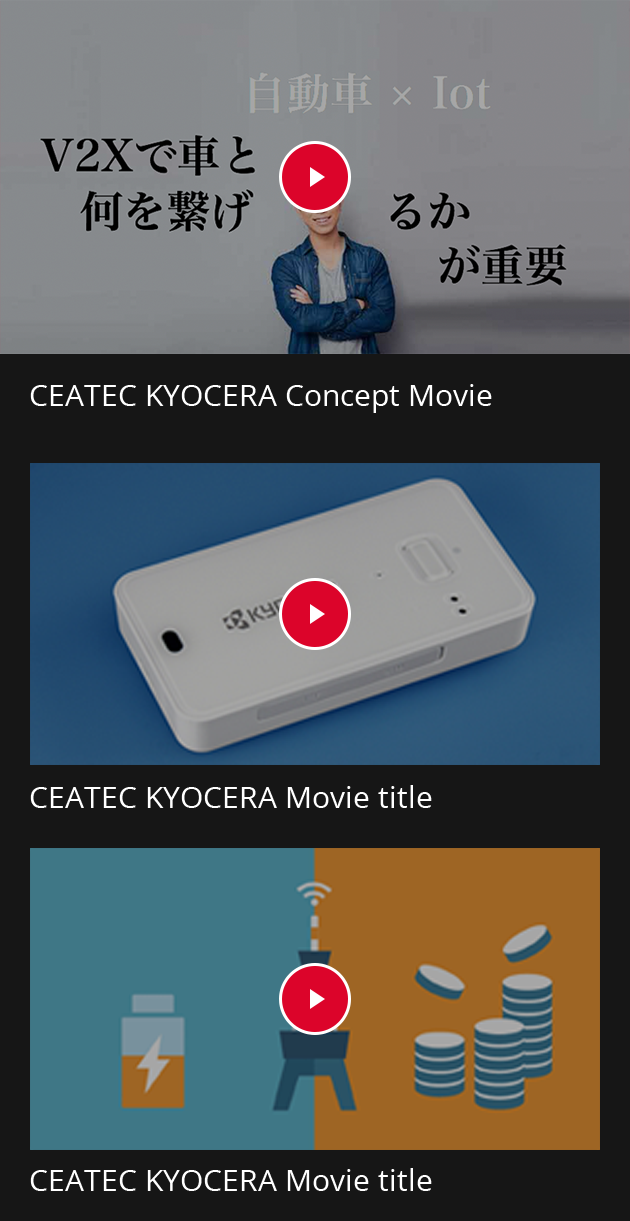 自動車 × Iot
V2Xで車と
何を繋げ るか
が重要
CEATEC KYOCERA Concept Movie
CEATEC KYOCERA Movie title
CEATEC KYOCERA Movie title